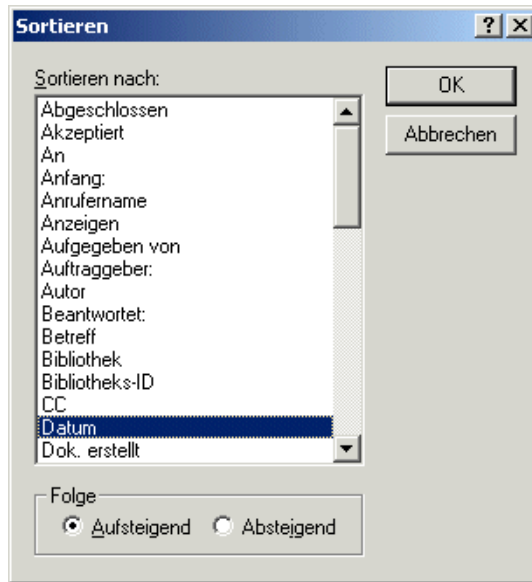 Sortieren
Sortieren nach:
Abgeschlossen
Akzeptiert
An
Anfang:
Anrufername
Anzeigen
Aufgegeben von
Auftraggeber:
Autor
Beantwortet:
Betreff
Bibliothek
Bibliotheks-ID
CC
Datum
Dok. erstellt
OK
Abbrechen
Folge
Aufsteigend Absteigend